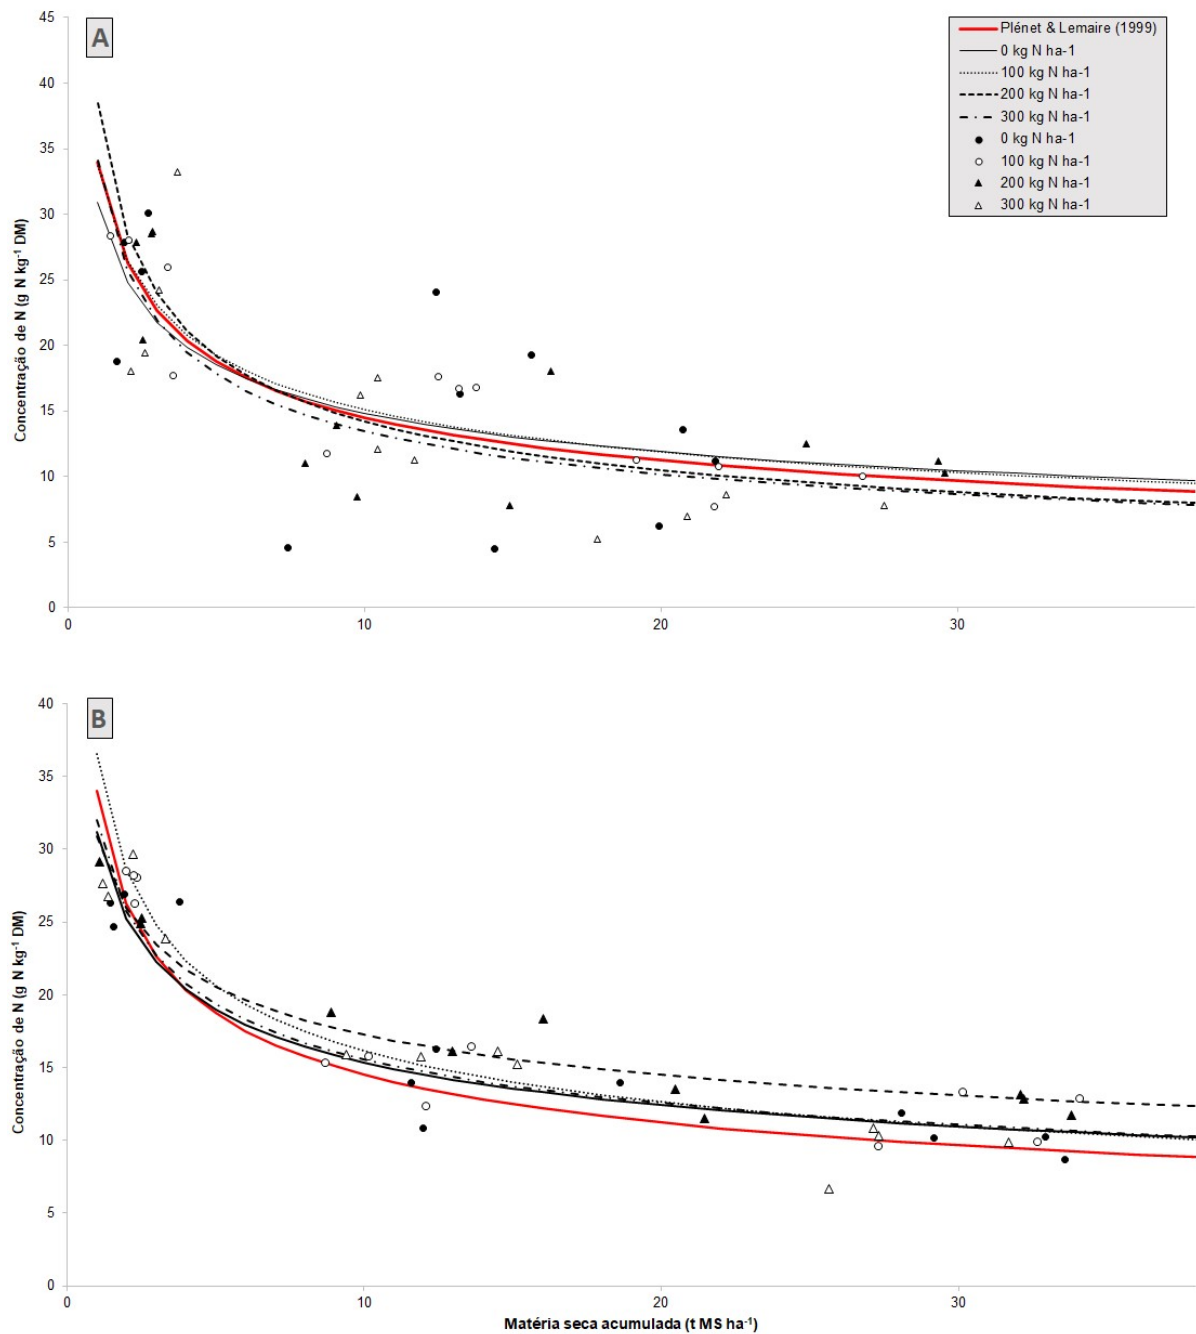 45
A
40
35
30
25
20
15
10
5
0
Concentração de N (g N kg⁻¹ DM)
Plénet & Lemaire (1999)
0 kg N ha-1
100 kg N ha-1
200 kg N ha-1
300 kg N ha-1
0 kg N ha-1
100 kg N ha-1
200 kg N ha-1
300 kg N ha-1
0 10 20 30
40
B
35
30
25
20
15
10
5
0
Concentração de N (g N kg⁻¹ DM)
0 10 20 30
Matéria seca acumulada (t MS ha⁻¹)